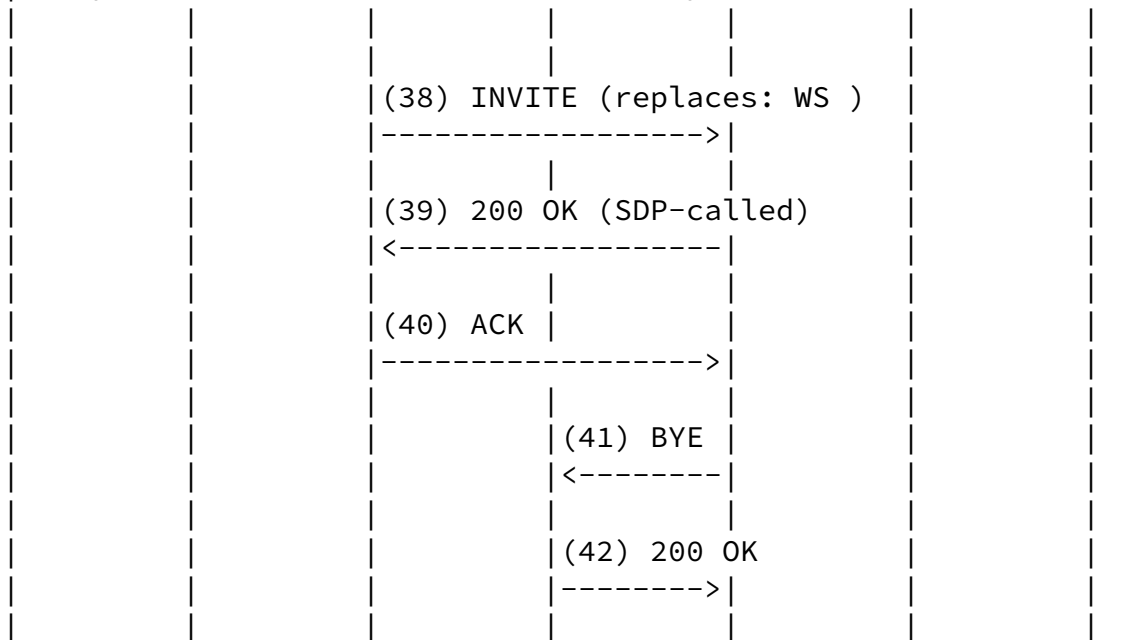 (38) INVITE (replaces: WS )
------------------>
(39) 200 OK (SDP-called)
<------------------
(40) ACK
------------------>
(41) BYE
<--------
(42) 200 OK
-------->